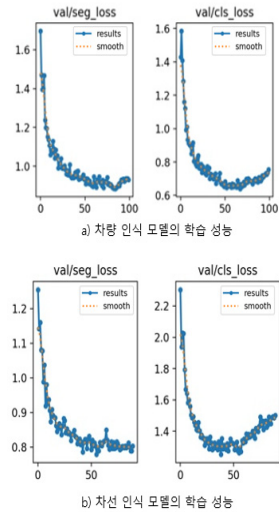 val/seg_loss
val/cls_loss
results
smooth
results
smooth
1.6
1.4
1.2
1.0
1.6
1.4
1.2
1.0
0.8
0.6
0 50 100
0 50 100
a) 차량 인식 모델의 학습 성능
val/seg_loss
val/cls_loss
results
smooth
results
smooth
1.2
1.1
1.0
0.9
0.8
2.2
2.0
1.8
1.6
1.4
0 50
0 50
b) 차선 인식 모델의 학습 성능